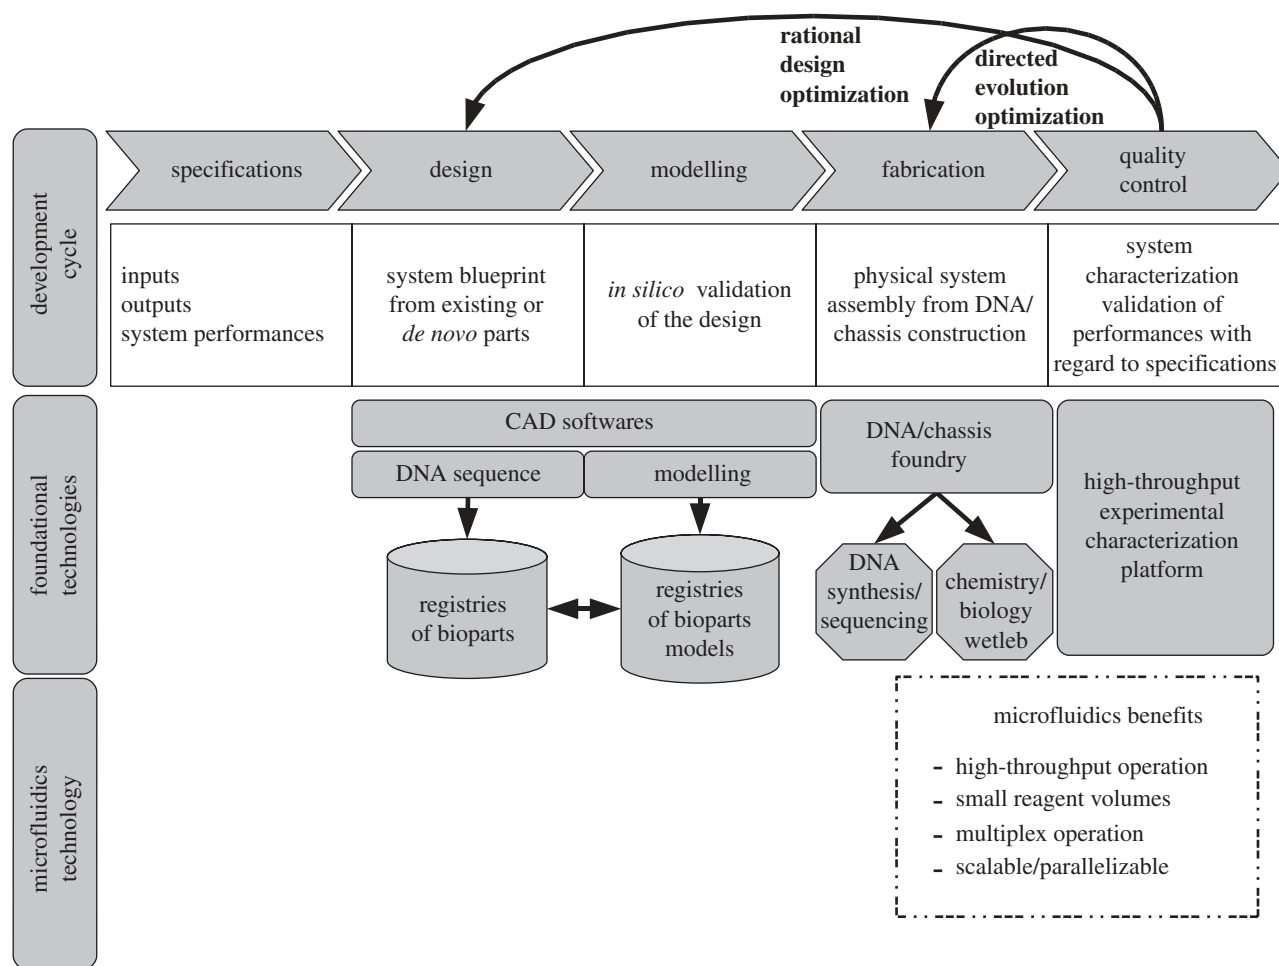 rational
design
optimization
directed
evolution
optimization
development
cycle
specifications
design
modelling
fabrication
quality
control
inputs
outputs
system performances
system blueprint
from existing or
de novo parts
in silico validation
of the design
physical system
assembly from DNA/
chassis construction
system
characterization
validation of
performances with
regard to specifications
foundational
technologies
CAD softwares
DNA sequence
modelling
registries
of bioparts
registries
of bioparts
models
DNA/chassis
foundry
DNA
synthesis/
sequencing
chemistry/
biology
wetleb
high-throughput
experimental
characterization
platform
microfluidics
technology
microfluidics benefits
- high-throughput operation
- small reagent volumes
- multiplex operation
- scalable/parallelizable